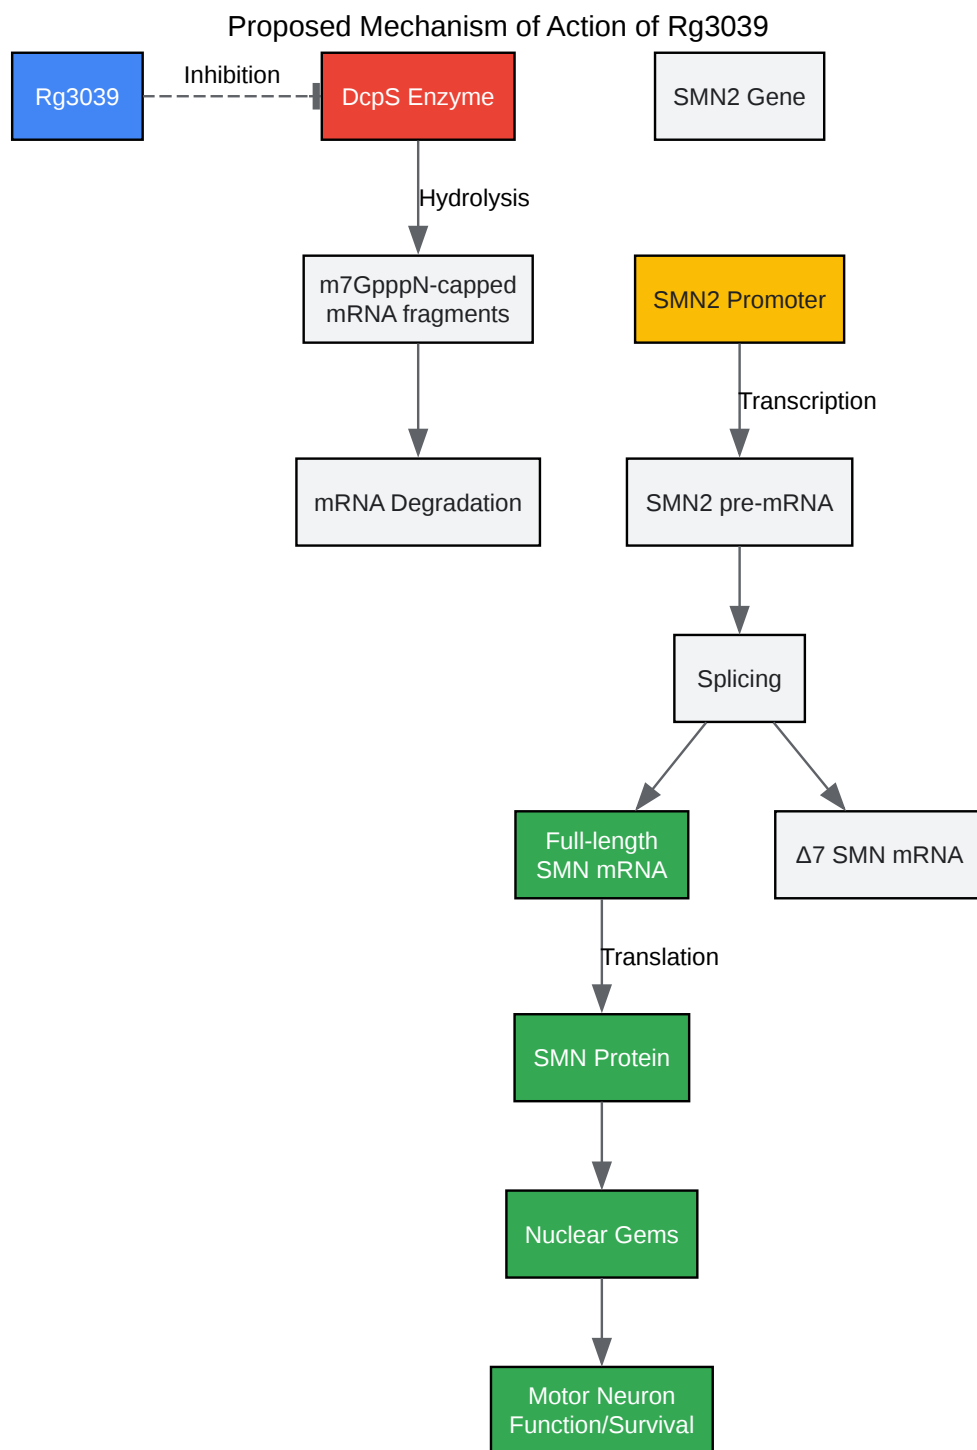 Proposed Mechanism of Action of Rg3039
Rg3039
Inhibition
DcpS Enzyme
SMN2 Gene
Hydrolysis
m7GpppN-capped
mRNA fragments
SMN2 Promoter
Transcription
mRNA Degradation
SMN2 pre-mRNA
Splicing
Full-length
SMN mRNA
Δ7 SMN mRNA
Translation
SMN Protein
Nuclear Gems
Motor Neuron
Function/Survival